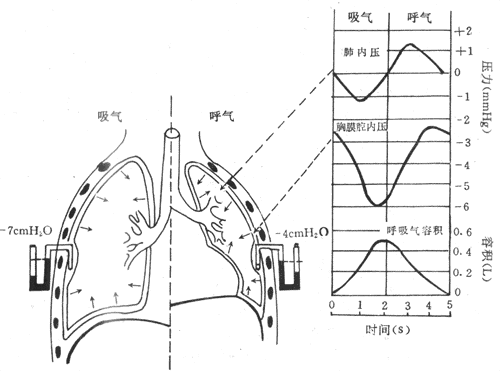 吸气
呼气
-7cmH₂O
-4cmH₂O
吸气 呼气
肺内压
胸膜腔内压
呼吸气容积
+2
+1
0
-1
-2
-3
-4
-5
-6
0.6
0.4
0.2
0
压力(mmHg)
容积(L)
0 1 2 3 4 5
时间(s)